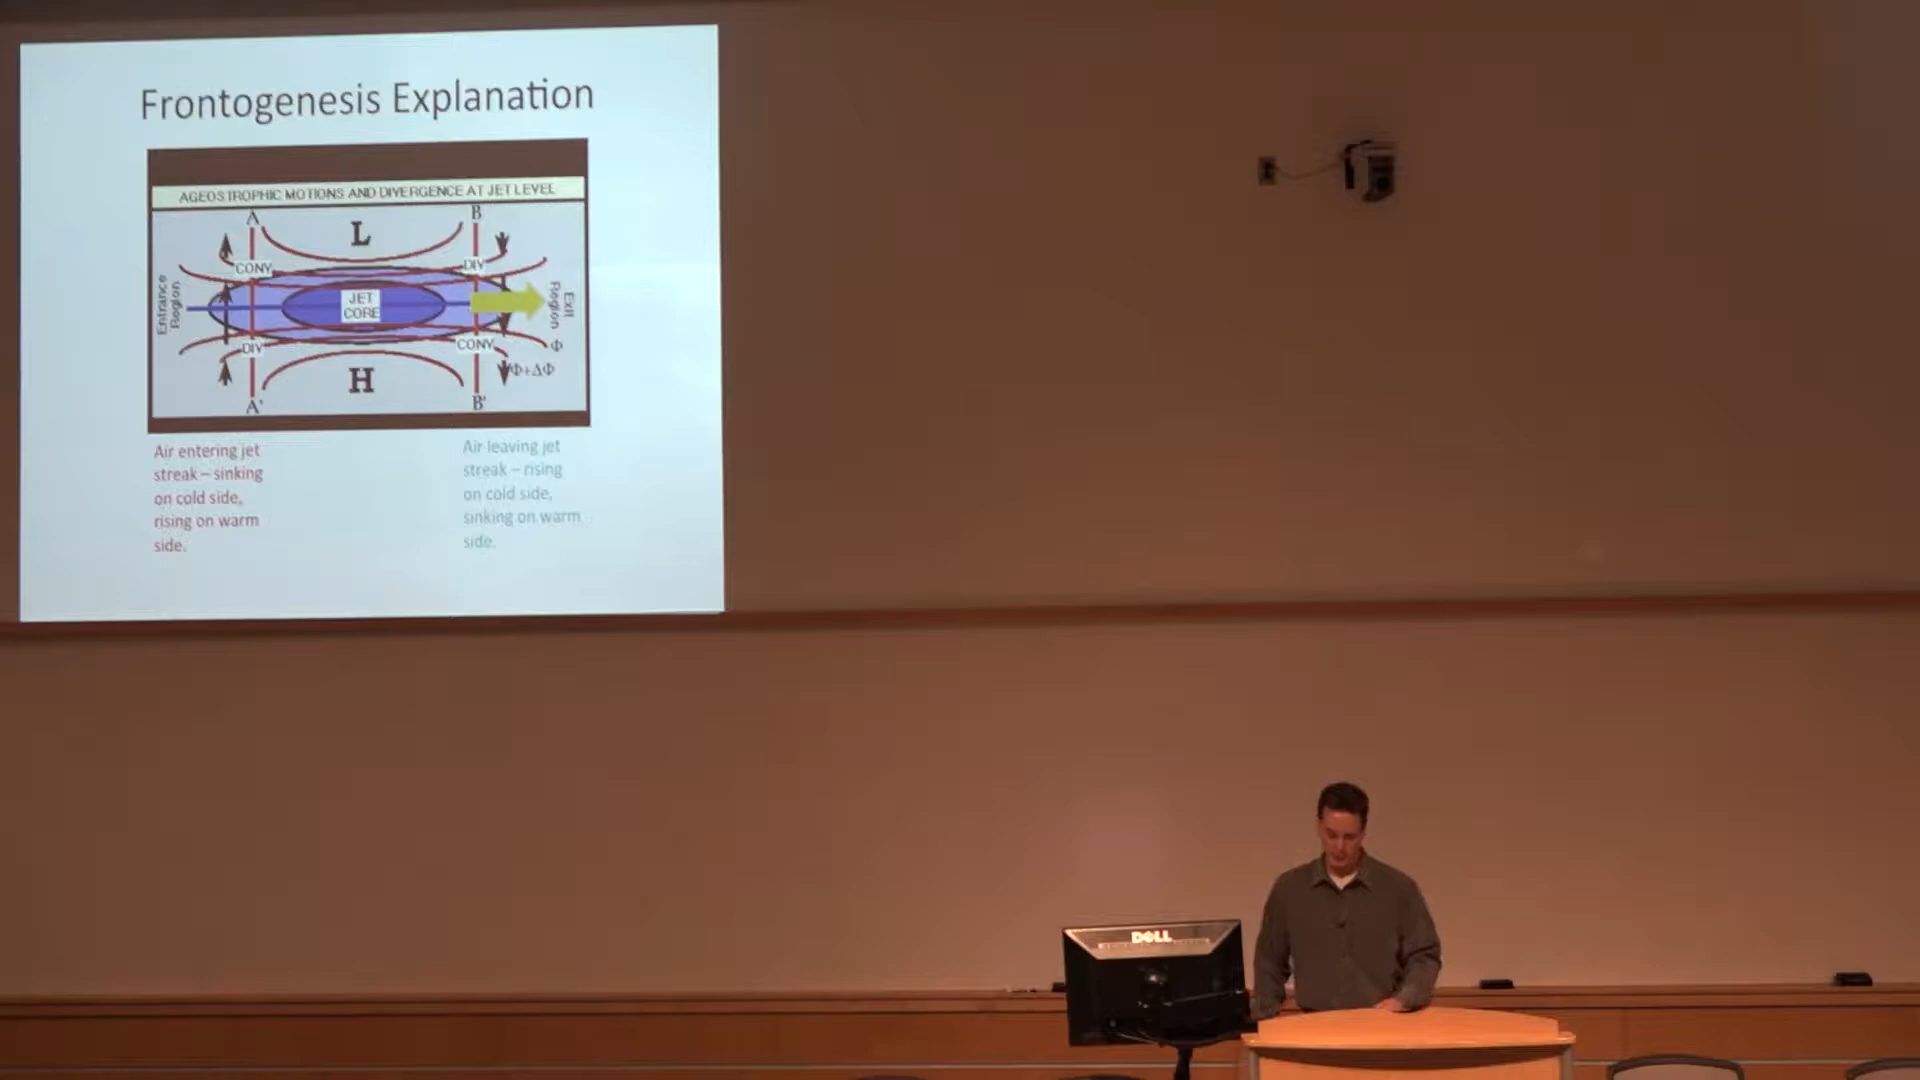 Frontogenesis Explanation
AGEOSTROPHIC MOTIONS AND DIVERGENCE AT JET LEVEL
A
B
L
CONY
DIV
Entrance
Region
JET
CORE
Exit
Region
DIV
CONY
Φ
H
Φ+ΔΦ
A'
B'
Air entering jet
streak – sinking
on cold side,
rising on warm
side.
Air leaving jet
streak – rising
on cold side,
sinking on warm
side.
DELL